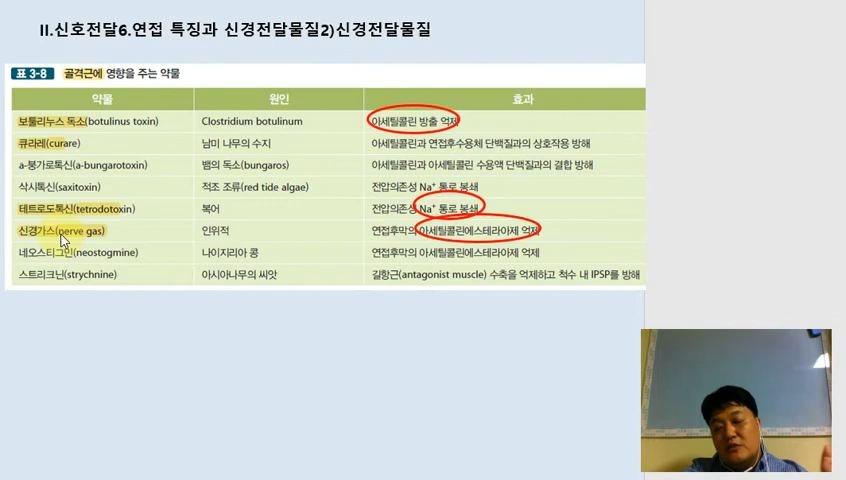 II.신호전달6.연접 특징과 신경전달물질2)신경전달물질
표 3-8 골격근에 영향을 주는 약물
약물 원인 효과
보툴리누스 독소(botulinus toxin) Clostridium botulinum 아세틸콜린 방출 억제
큐라레(curare) 남미 나무의 수지 아세틸콜린과 연접후수용체 단백질과의 상호작용 방해
a-붕가로톡신(a-bungarotoxin) 뱀의 독소(bungaros) 아세틸콜린과 아세틸콜린 수용액 단백질과의 결합 방해
삭시톡신(saxitoxin) 적조 조류(red tide algae) 전압의존성 Na⁺ 통로 봉쇄
테트로도톡신(tetrodotoxin) 복어 전압의존성 Na⁺ 통로 봉쇄
신경가스(nerve gas) 인위적 연접후막의 아세틸콜린에스테라아제 억제
네오스티그민(neostogmine) 나이지리아 콩 연접후막의 아세틸콜린에스테라아제 억제
스트리크닌(strychnine) 아시아나무의 씨앗 길항근(antagonist muscle) 수축을 억제하고 척수 내 IPSP를 방해